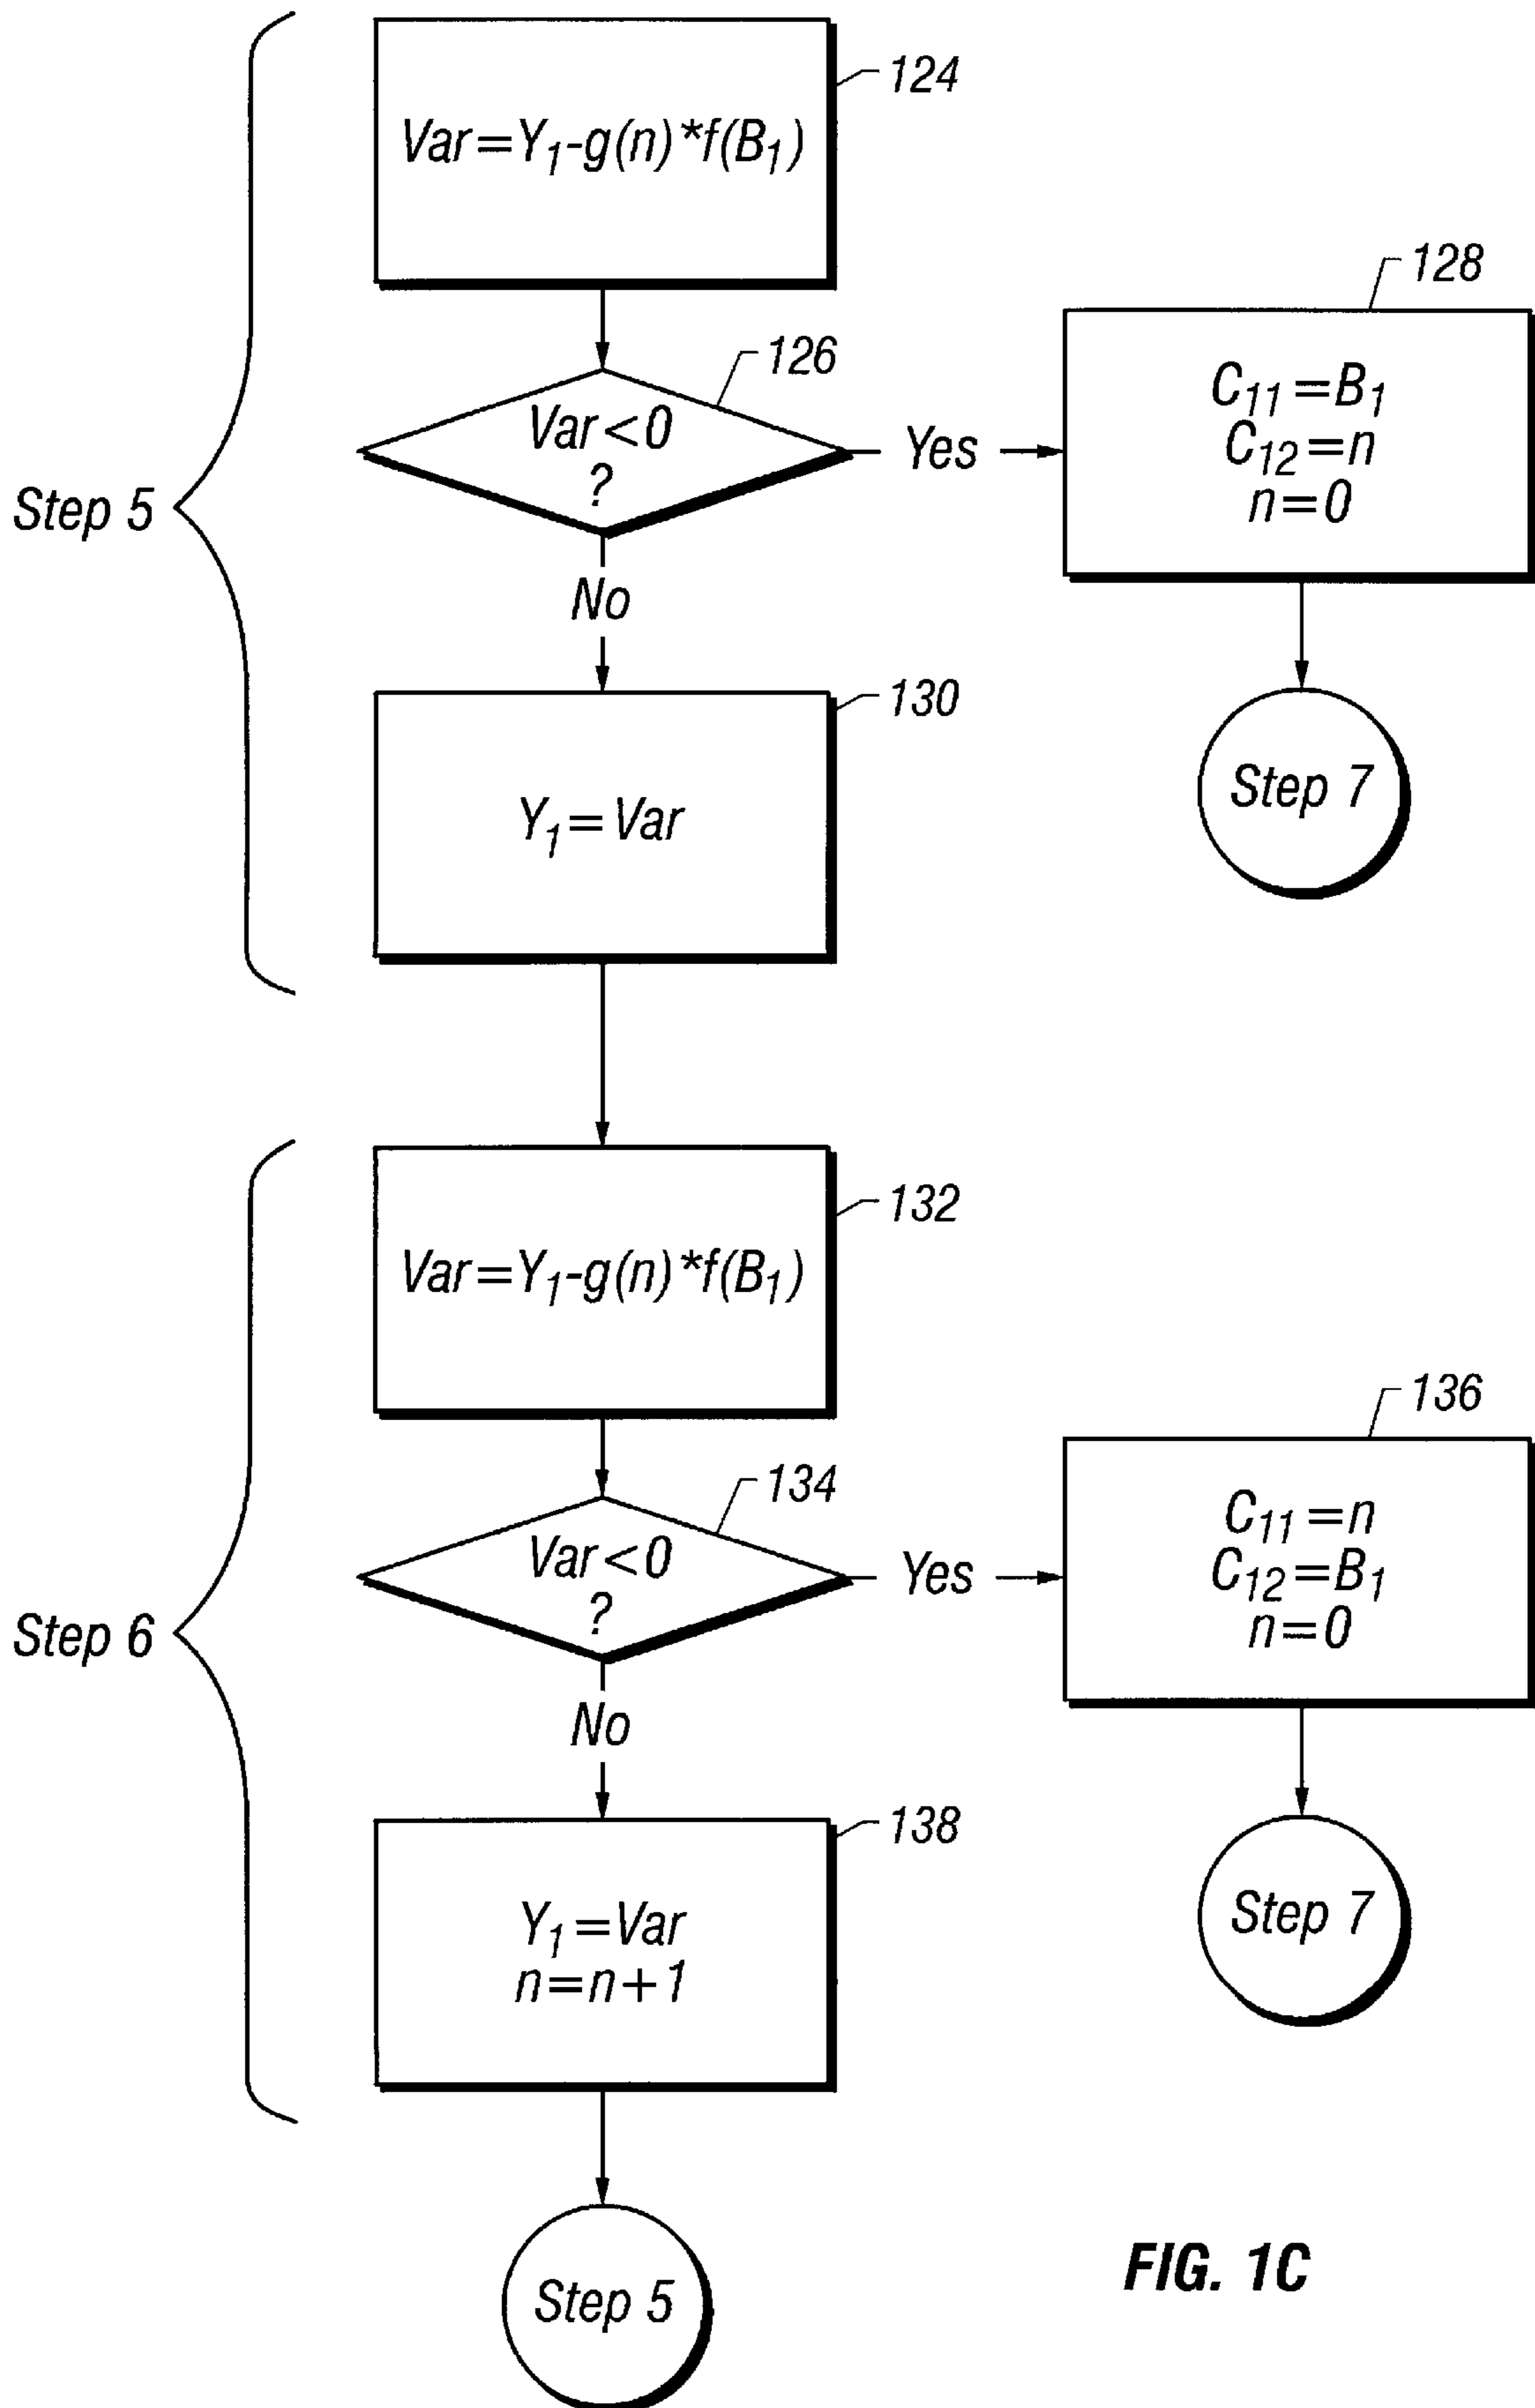 124
Var=Y1-g(n)*f(B1)
128
126
Var<0
?
Yes
C11=B1
C12=n
n=0
Step 5
No
130
Y1=Var
Step 7
132
Var=Y1-g(n)*f(B1)
136
134
Var<0
?
Yes
C11=n
C12=B1
n=0
Step 6
No
138
Y1=Var
n=n+1
Step 7
Step 5
FIG. 1C